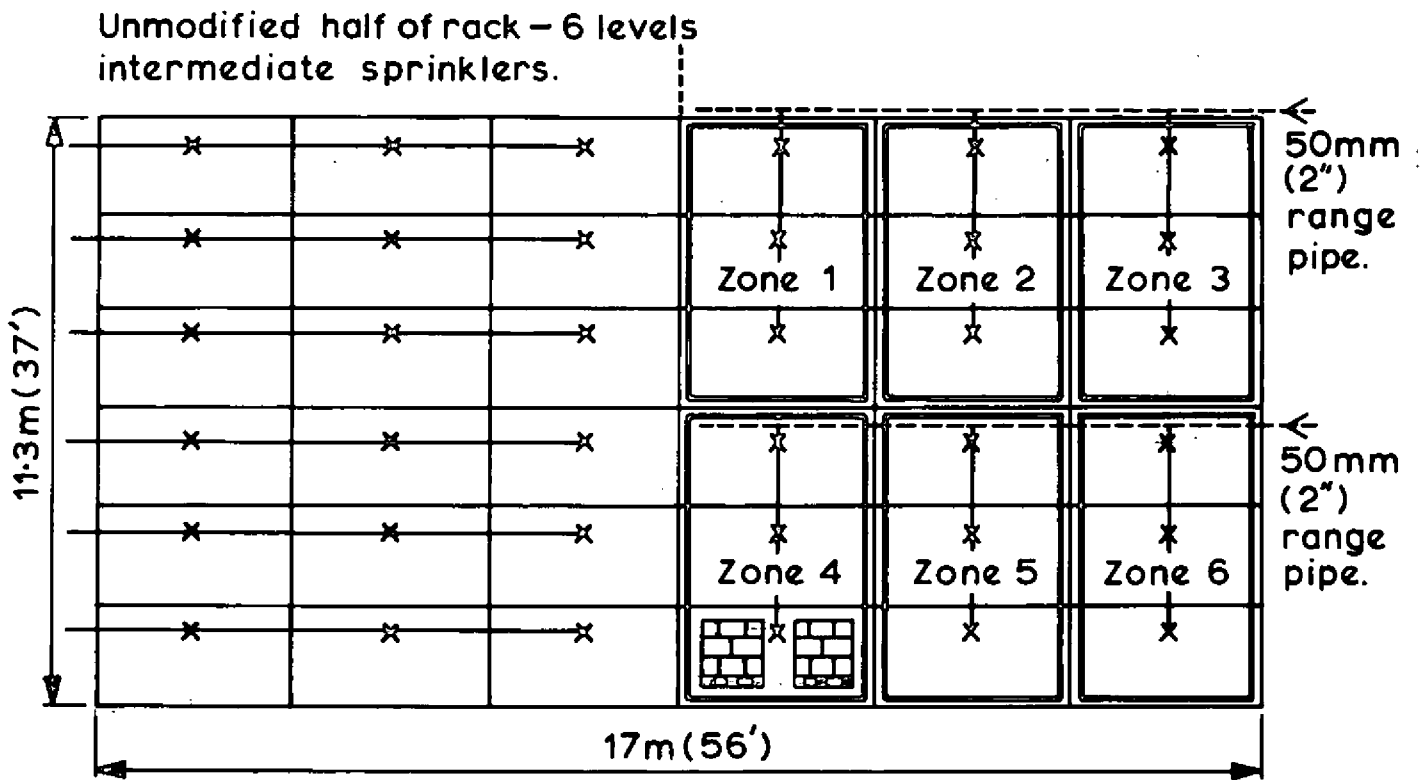 Unmodified half of rack – 6 levels
intermediate sprinklers.
50mm
(2")
range
pipe.
Zone 1
Zone 2
Zone 3
11·3m (37')
50mm
(2")
range
pipe.
Zone 4
Zone 5
Zone 6
17m (56')